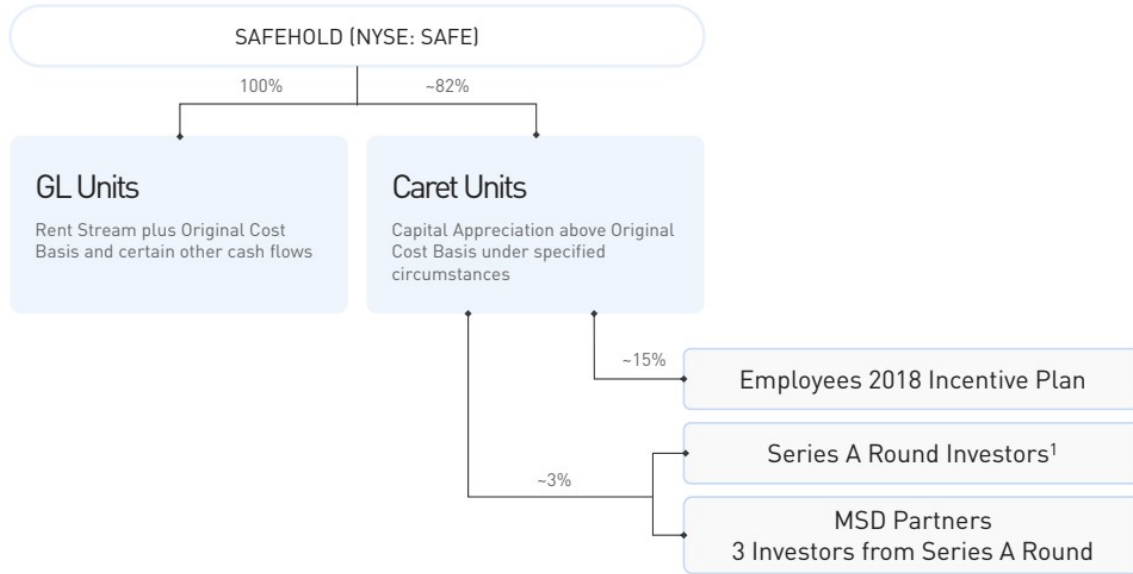 SAFEHOLD (NYSE: SAFE)
100%
~82%
GL Units
Rent Stream plus Original Cost
Basis and certain other cash flows
Caret Units
Capital Appreciation above Original
Cost Basis under specified
circumstances
~15%
Employees 2018 Incentive Plan
Series A Round Investors¹
~3%
MSD Partners
3 Investors from Series A Round